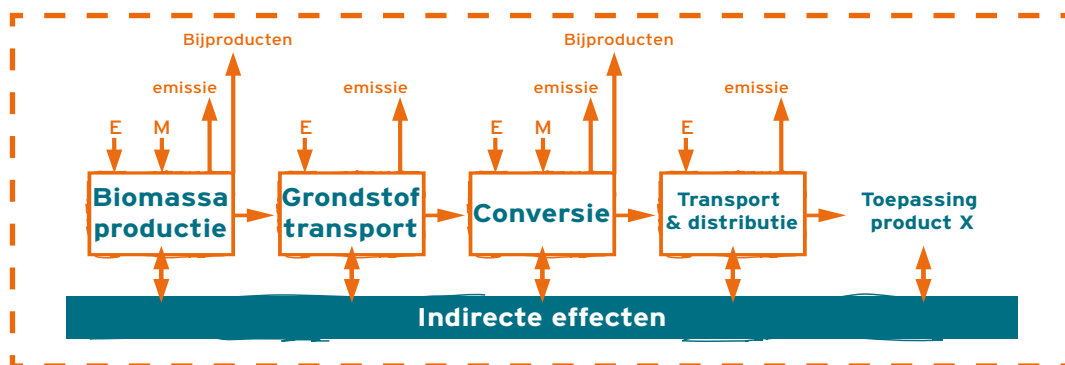 Bijproducten
Bijproducten
emissie
emissie
emissie
emissie
E
M
E
E
M
E
Biomassa
productie
Grondstof
transport
Conversie
Transport
& distributie
Toepassing
product X
Indirecte effecten